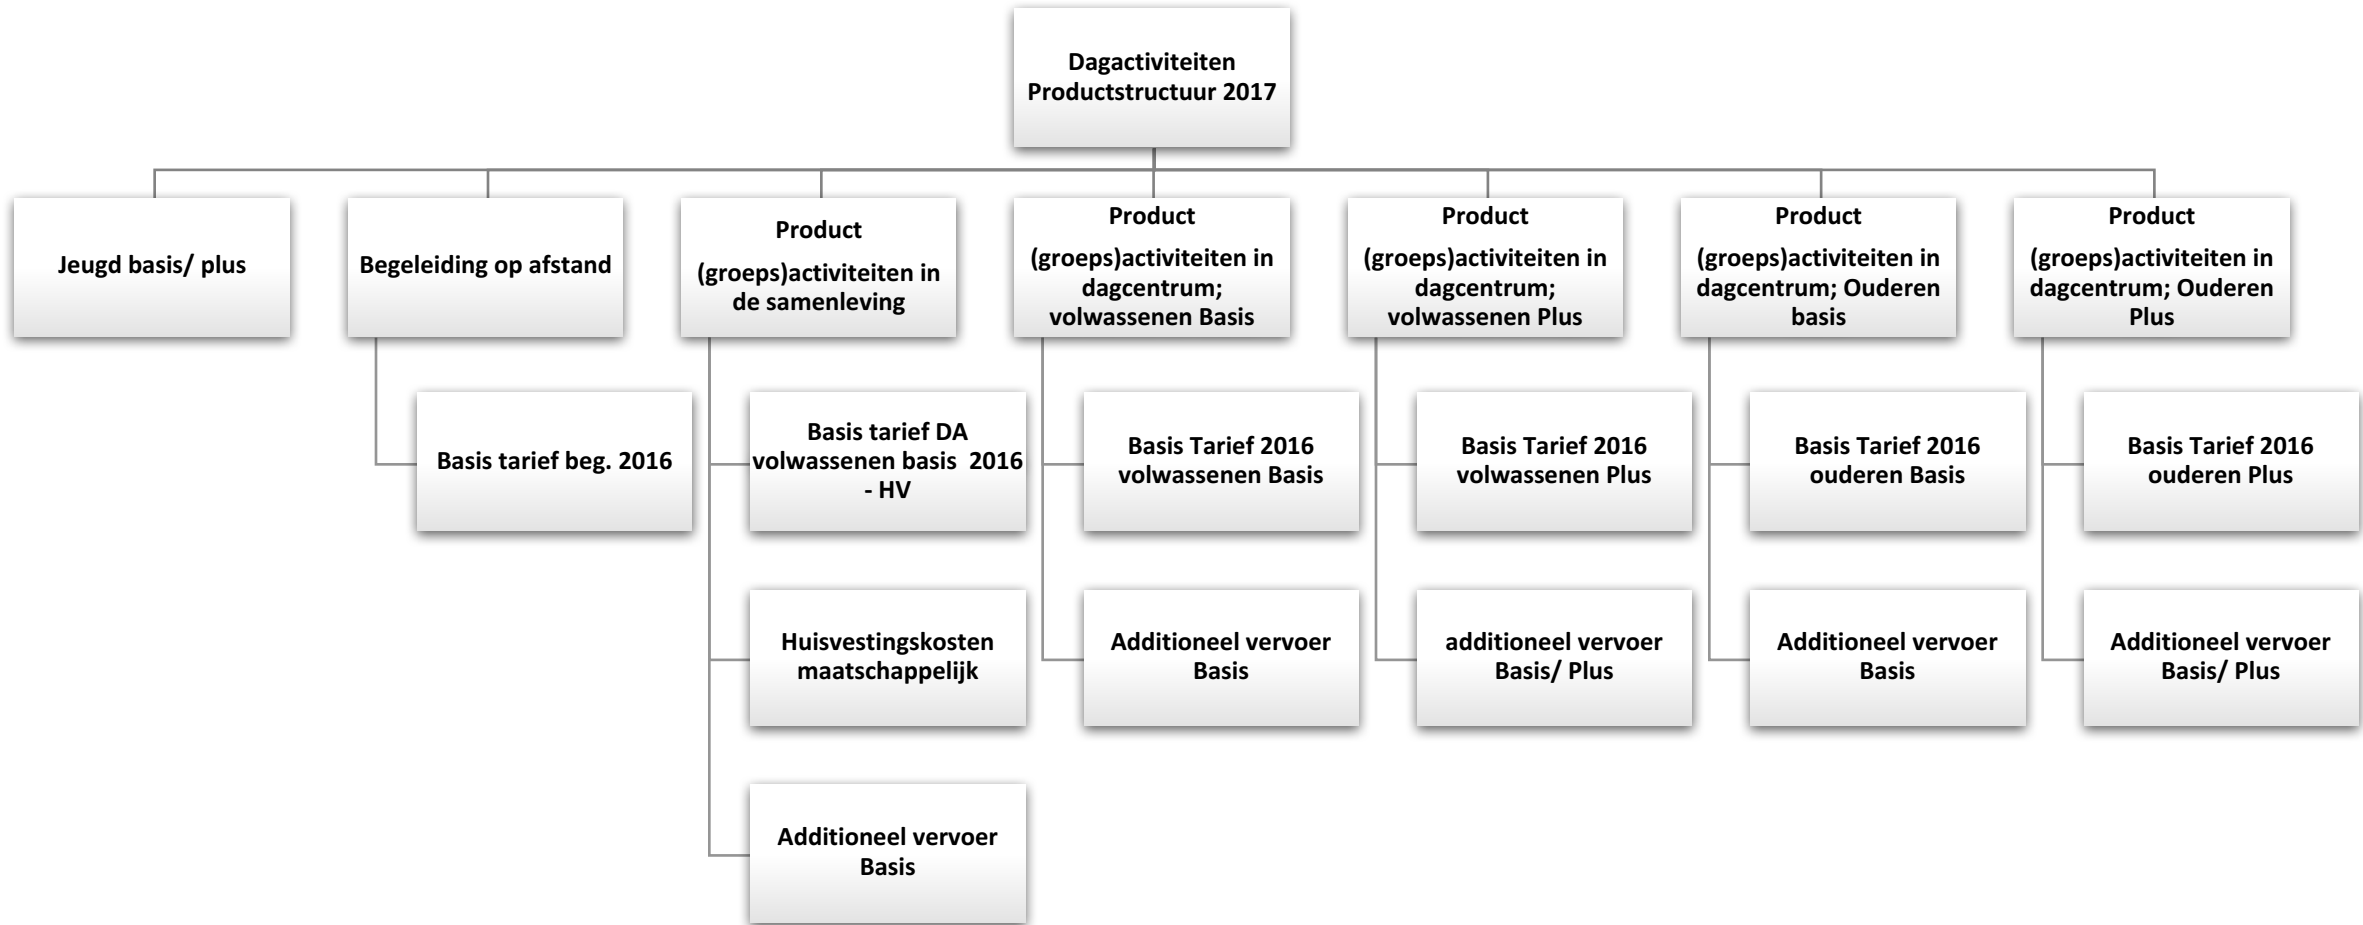 Dagactiviteiten
Productstructuur 2017
Jeugd basis/ plus
Begeleiding op afstand
Product
(groeps)activiteiten in
de samenleving
Product
(groeps)activiteiten in
dagcentrum;
volwassenen Basis
Product
(groeps)activiteiten in
dagcentrum;
volwassenen Plus
Product
(groeps)activiteiten in
dagcentrum; Ouderen
basis
Product
(groeps)activiteiten in
dagcentrum; Ouderen
Plus
Basis tarief beg. 2016
Basis tarief DA
volwassenen basis  2016
- HV
Basis Tarief 2016
volwassenen Basis
Basis Tarief 2016
volwassenen Plus
Basis Tarief 2016
ouderen Basis
Basis Tarief 2016
ouderen Plus
Huisvestingskosten
maatschappelijk
Additioneel vervoer
Basis
additioneel vervoer
Basis/ Plus
Additioneel vervoer
Basis
Additioneel vervoer
Basis/ Plus
Additioneel vervoer
Basis